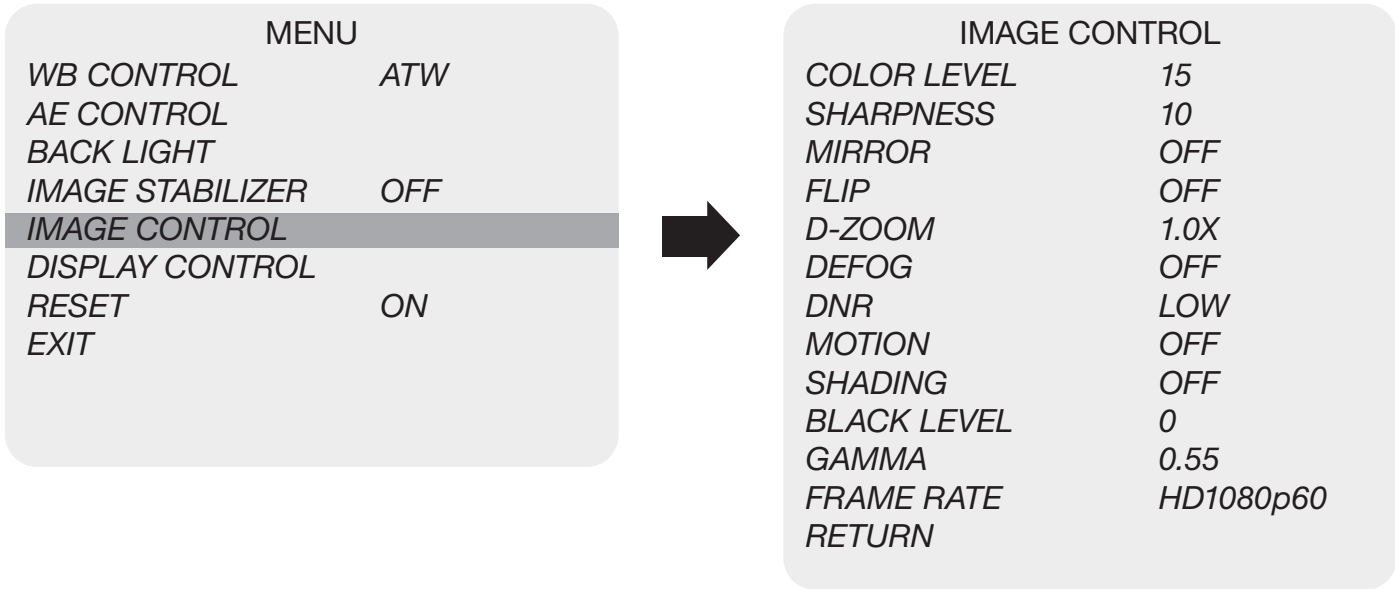 MENU
WB CONTROL ATW
AE CONTROL
BACK LIGHT
IMAGE STABILIZER OFF
IMAGE CONTROL
DISPLAY CONTROL
RESET ON
EXIT
IMAGE CONTROL
COLOR LEVEL 15
SHARPNESS 10
MIRROR OFF
FLIP OFF
D-ZOOM 1.0X
DEFOG OFF
DNR LOW
MOTION OFF
SHADING OFF
BLACK LEVEL 0
GAMMA 0.55
FRAME RATE HD1080p60
RETURN